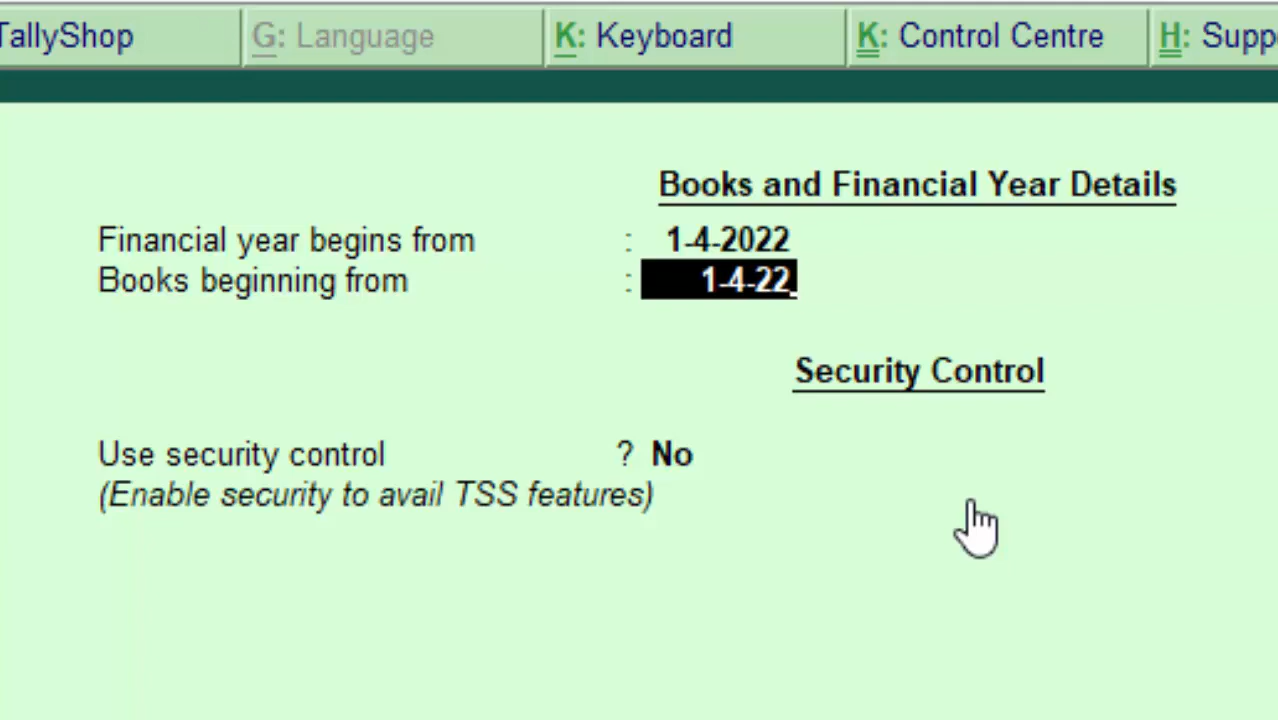 TallyShop G: Language K: Keyboard K: Control Centre H: Supp
Books and Financial Year Details
Financial year begins from : 1-4-2022
Books beginning from : 1-4-22
Security Control
Use security control ? No
(Enable security to avail TSS features)